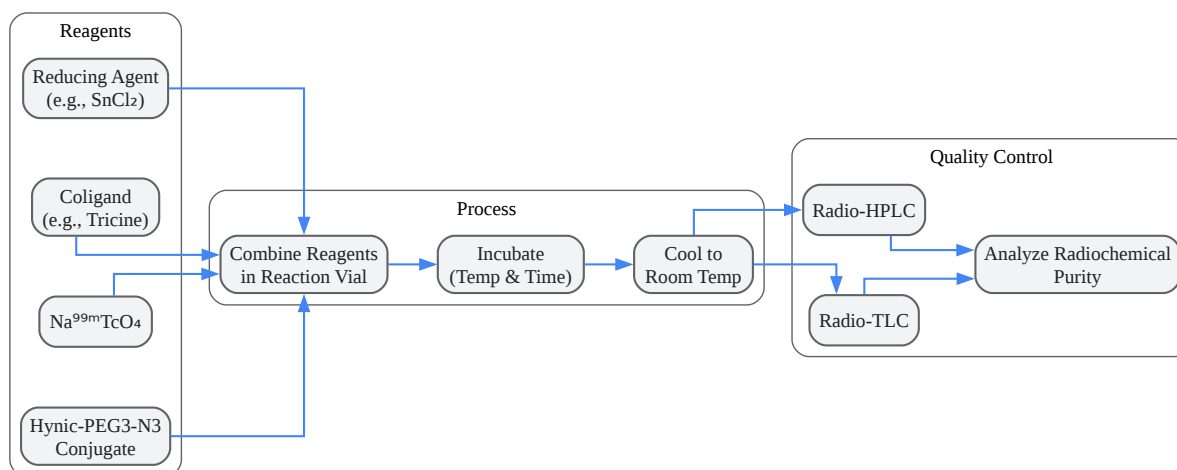 Reagents
Reducing Agent
(e.g., SnCl₂)
Coligand
(e.g., Tricine)
Na⁹⁹ᵐTcO₄
Hynic-PEG3-N3
Conjugate
Process
Combine Reagents
in Reaction Vial
Incubate
(Temp & Time)
Cool to
Room Temp
Quality Control
Radio-HPLC
Radio-TLC
Analyze Radiochemical
Purity